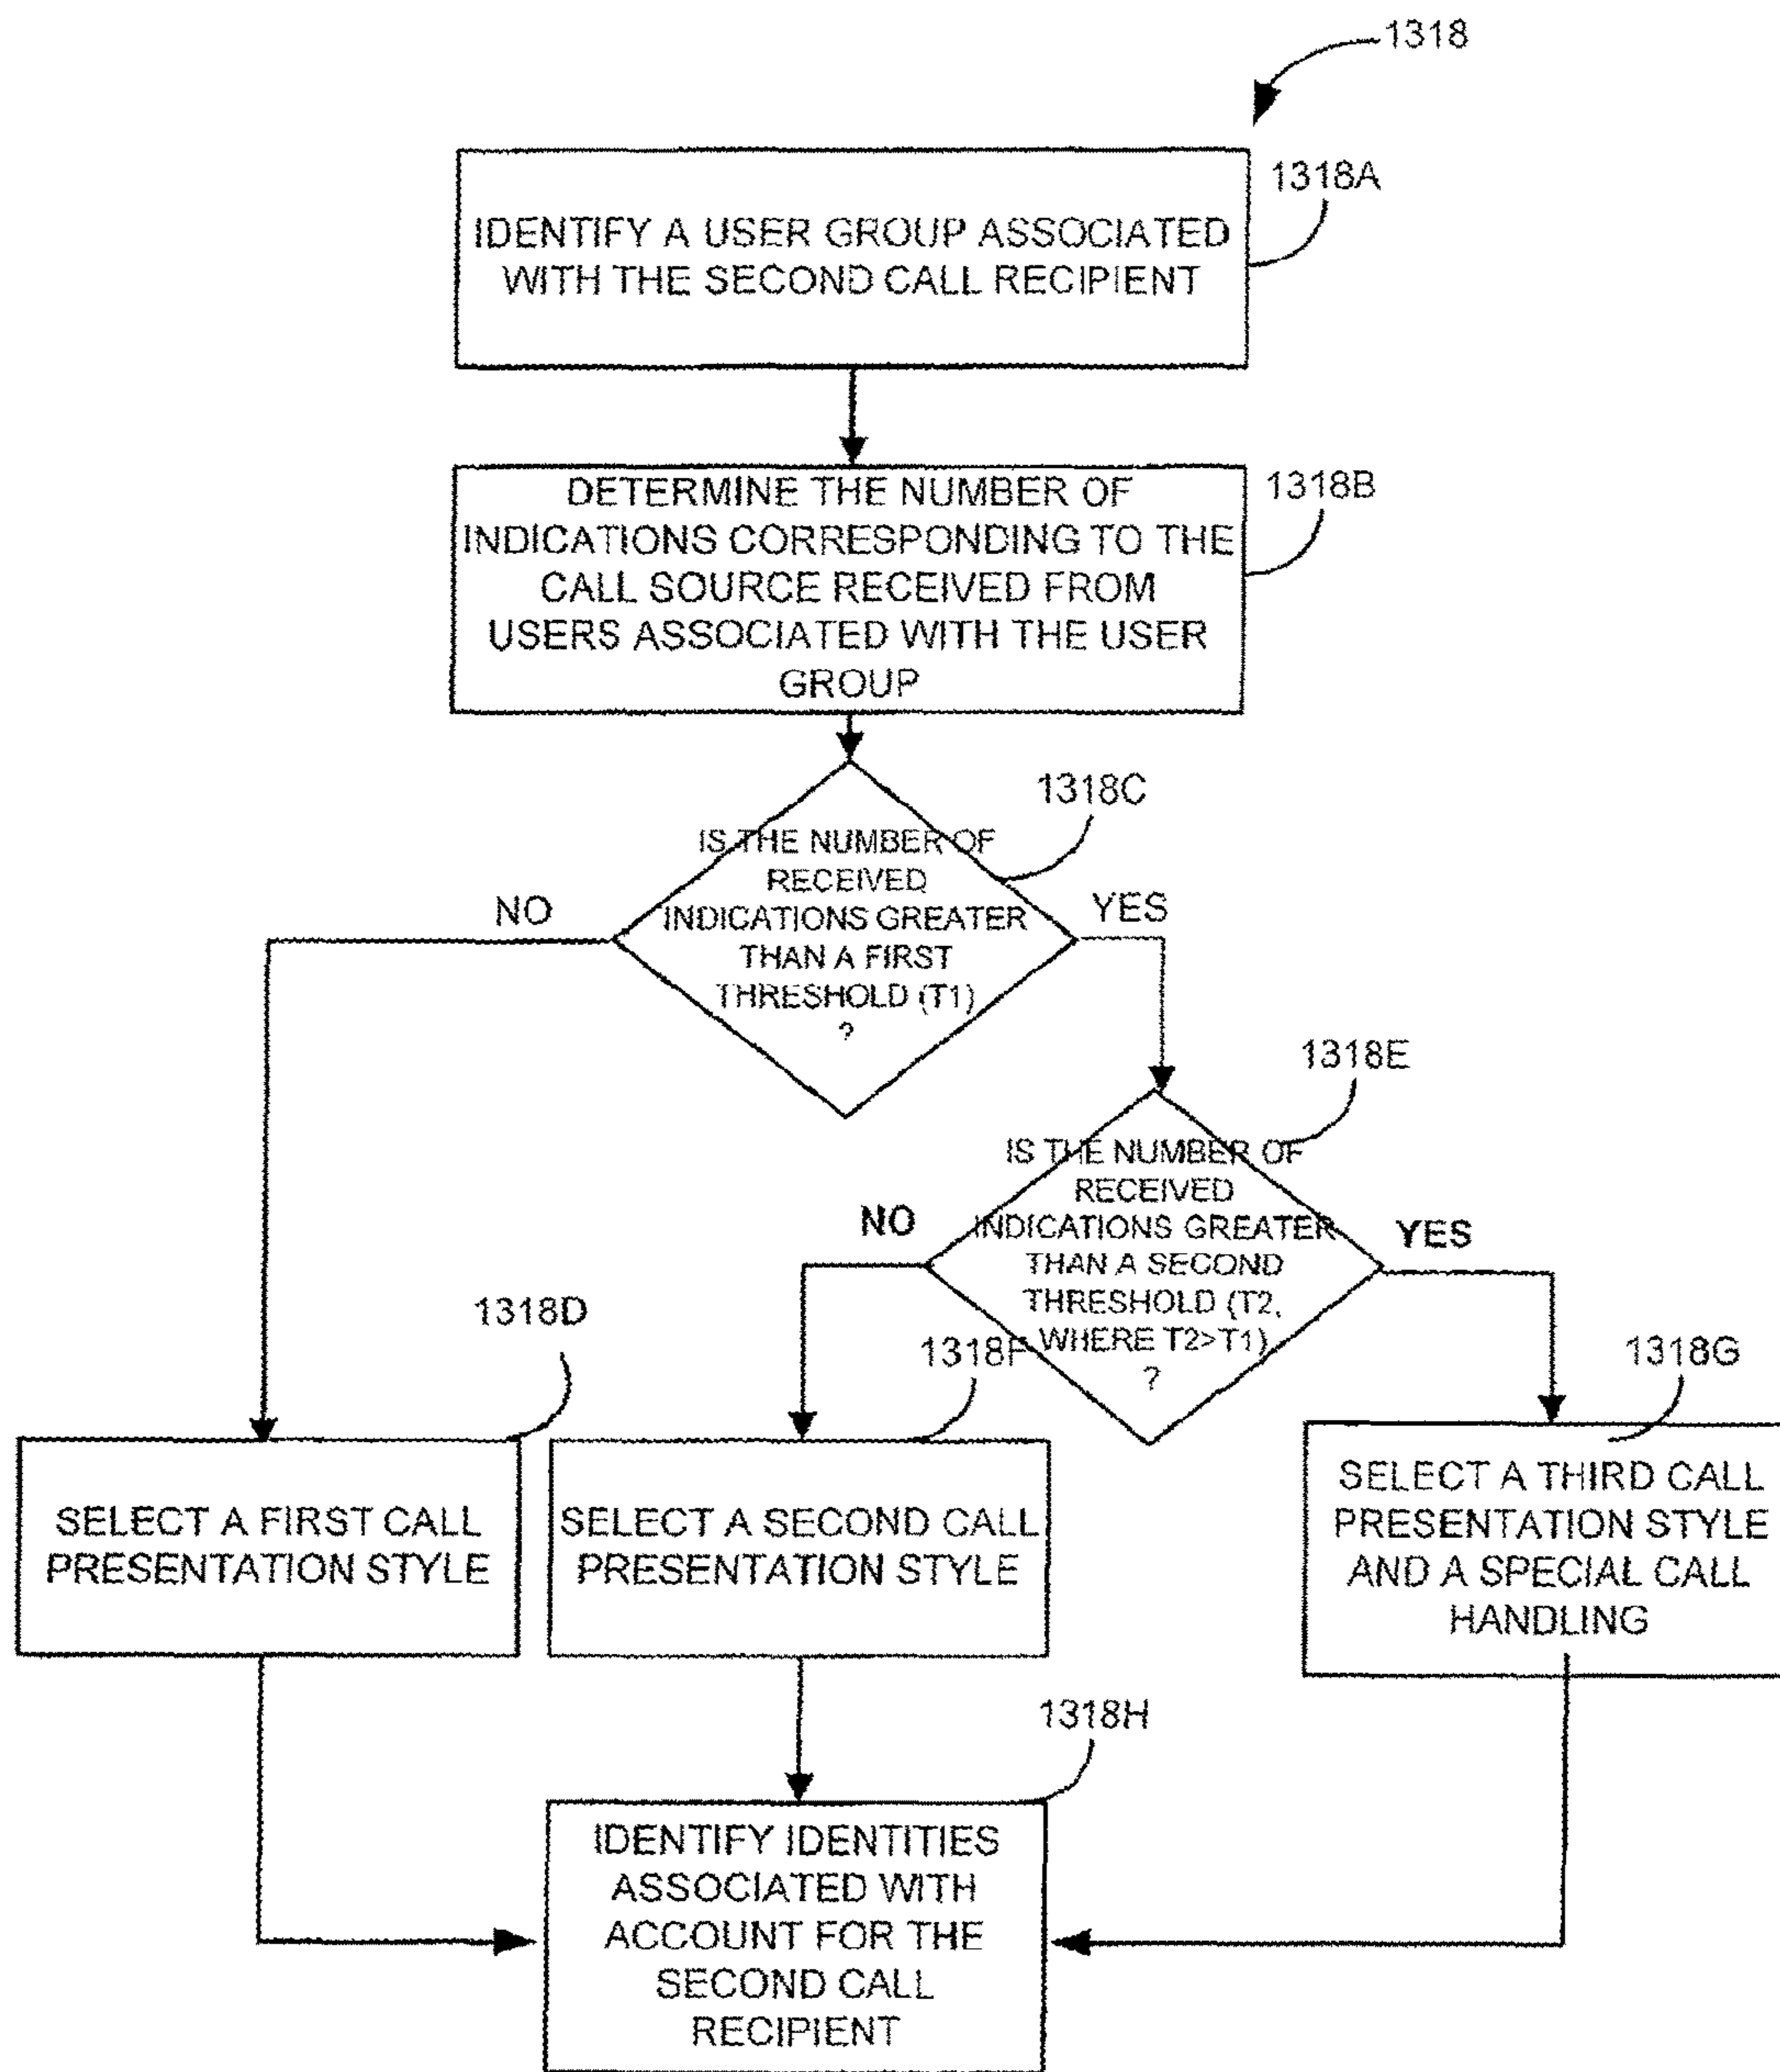 1318
1318A
IDENTIFY A USER GROUP ASSOCIATED
WITH THE SECOND CALL RECIPIENT
1318B
DETERMINE THE NUMBER OF
INDICATIONS CORRESPONDING TO THE
CALL SOURCE RECEIVED FROM
USERS ASSOCIATED WITH THE USER
GROUP
1318C
IS THE NUMBER OF
RECEIVED
INDICATIONS GREATER
THAN A FIRST
THRESHOLD (T1)
?
NO
YES
1318E
IS THE NUMBER OF
RECEIVED
INDICATIONS GREATER
THAN A SECOND
THRESHOLD (T2,
WHERE T2>T1)
?
NO
YES
1318D
SELECT A FIRST CALL
PRESENTATION STYLE
1318F
SELECT A SECOND CALL
PRESENTATION STYLE
1318G
SELECT A THIRD CALL
PRESENTATION STYLE
AND A SPECIAL CALL
HANDLING
1318H
IDENTIFY IDENTITIES
ASSOCIATED WITH
ACCOUNT FOR THE
SECOND CALL
RECIPIENT